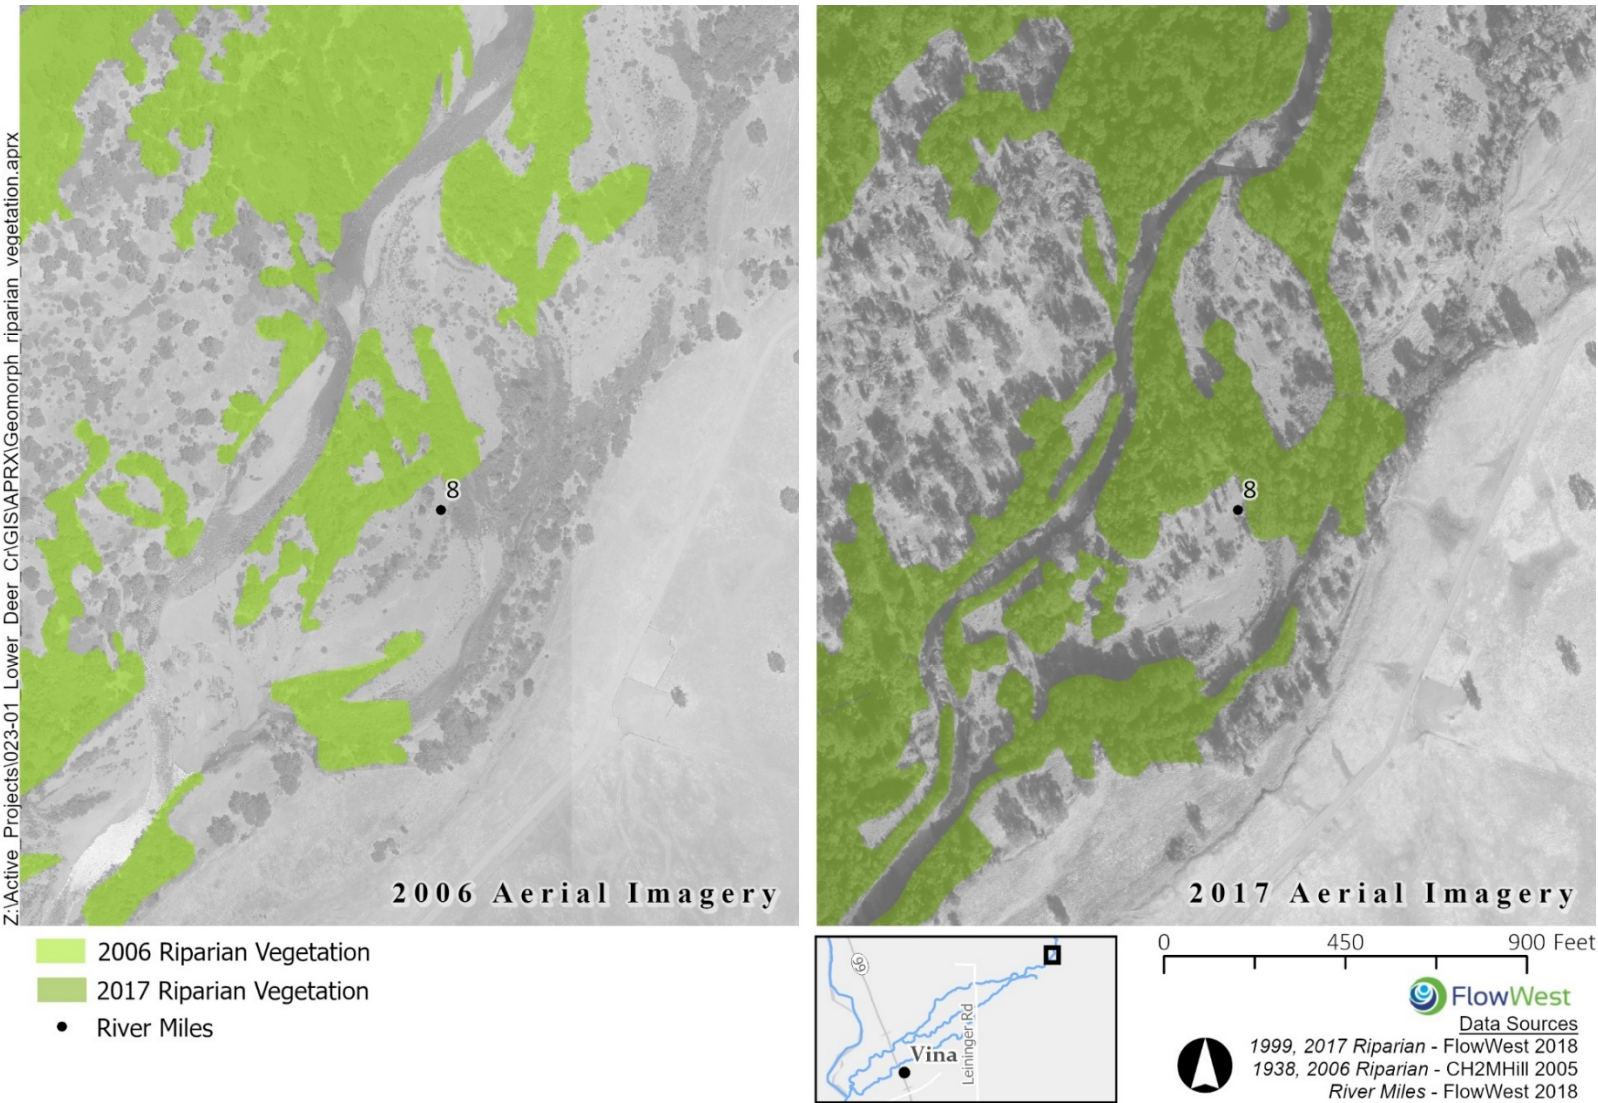 Z:\Active_Projects\023-01_Lower_Deer_Cr\GIS\APRX\Geomorph_riparian_vegetation.aprx
8
2006 Aerial Imagery
8
2017 Aerial Imagery
2006 Riparian Vegetation
2017 Riparian Vegetation
River Miles
99
Leininger Rd
Vina
0 450 900 Feet
FlowWest
Data Sources
1999, 2017 Riparian - FlowWest 2018
1938, 2006 Riparian - CH2MHill 2005
River Miles - FlowWest 2018